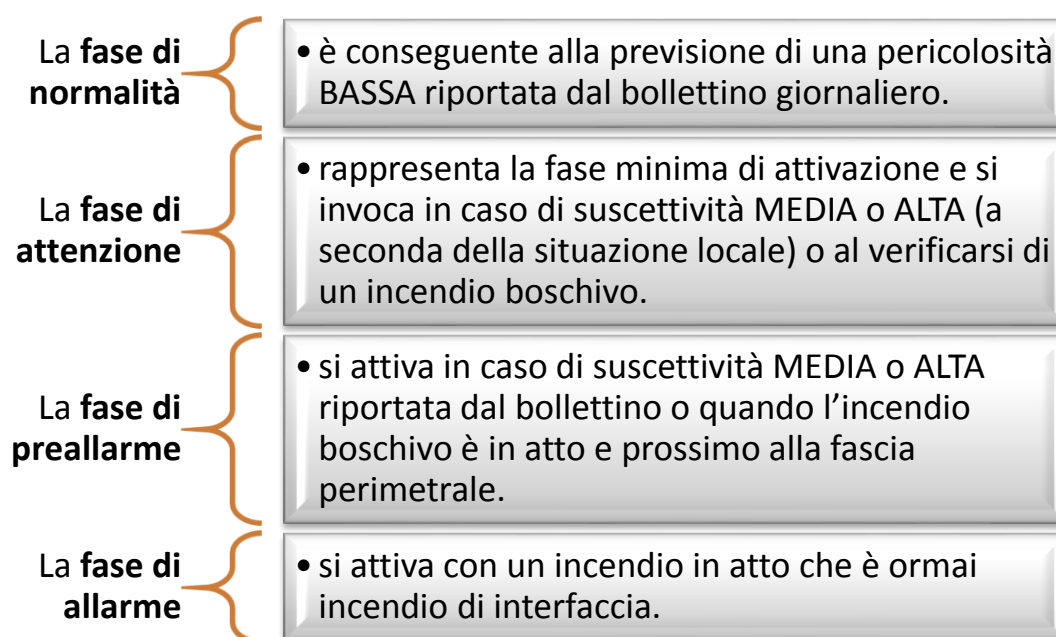 La fase di
normalità
• è conseguente alla previsione di una pericolosità
BASSA riportata dal bollettino giornaliero.
La fase di
attenzione
• rappresenta la fase minima di attivazione e si
invoca in caso di suscettività MEDIA o ALTA (a
seconda della situazione locale) o al verificarsi di
un incendio boschivo.
La fase di
preallarme
• si attiva in caso di suscettività MEDIA o ALTA
riportata dal bollettino o quando l’incendio
boschivo è in atto e prossimo alla fascia
perimetrale.
La fase di
allarme
• si attiva con un incendio in atto che è ormai
incendio di interfaccia.